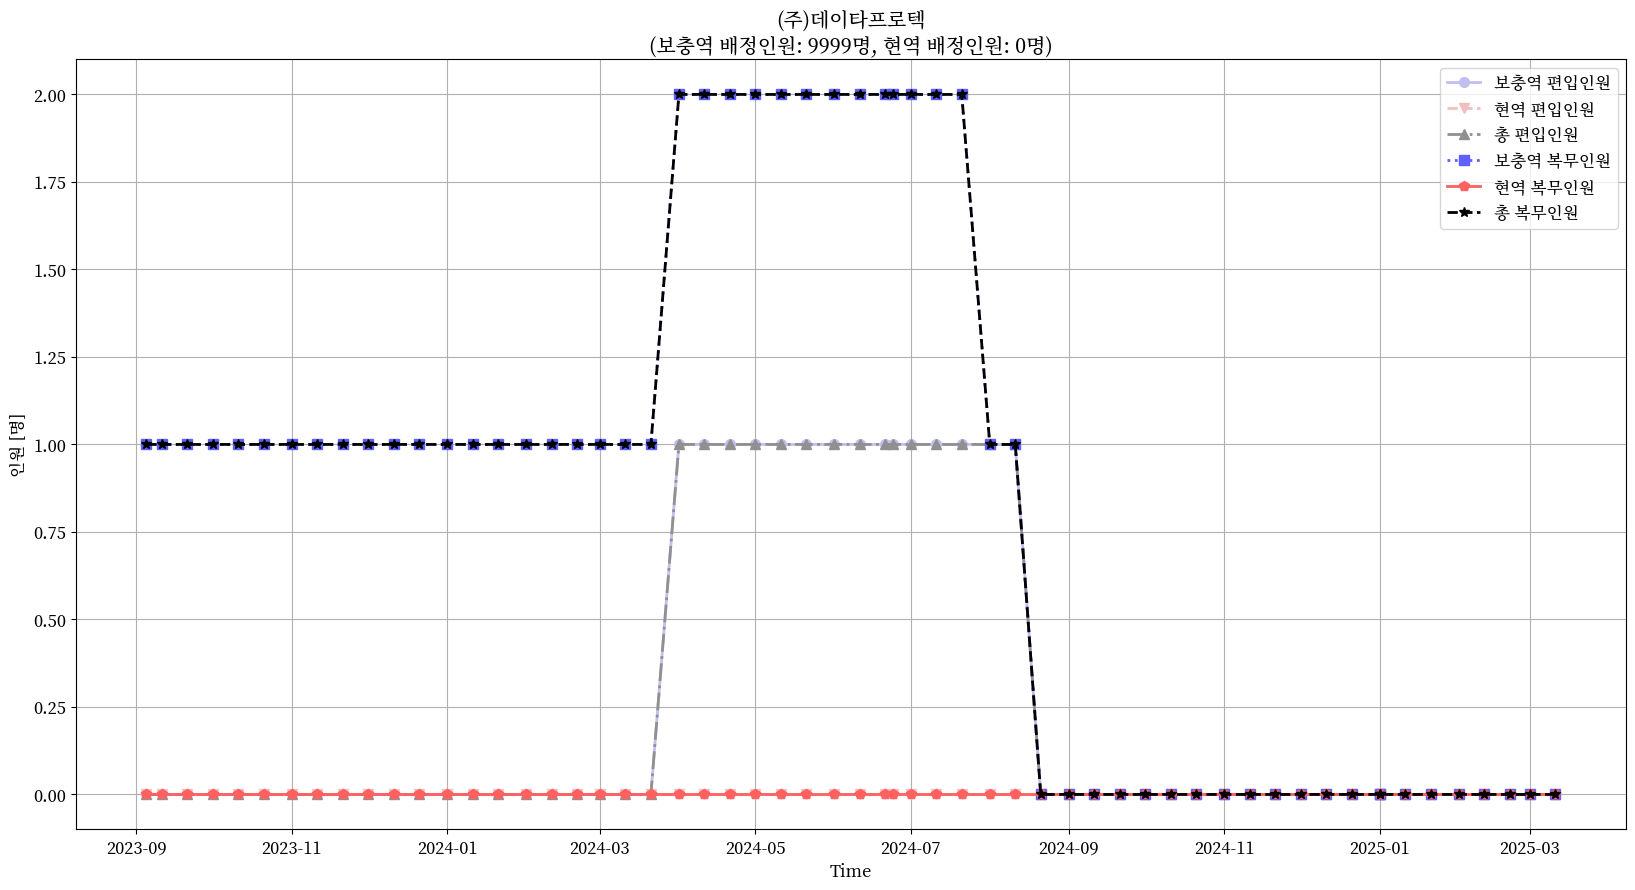 (주)데이타프로텍
(보충역 배정인원: 9999명, 현역 배정인원: 0명)
보충역 편입인원
현역 편입인원
총 편입인원
보충역 복무인원
현역 복무인원
총 복무인원
인원 [명]
2.00
1.75
1.50
1.25
1.00
0.75
0.50
0.25
0.00
2023-09 2023-11 2024-01 2024-03 2024-05 2024-07 2024-09 2024-11 2025-01 2025-03
Time